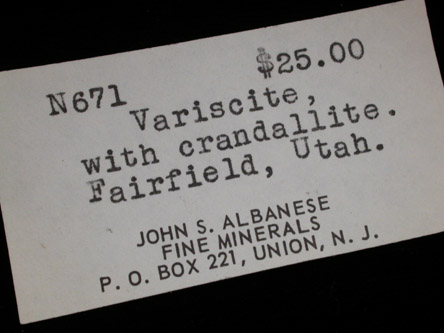 N671 $25.00
Variscite,
with crandallite.
Fairfield, Utah.
JOHN S. ALBANESE
FINE MINERALS
P. O. BOX 221, UNION, N. J.